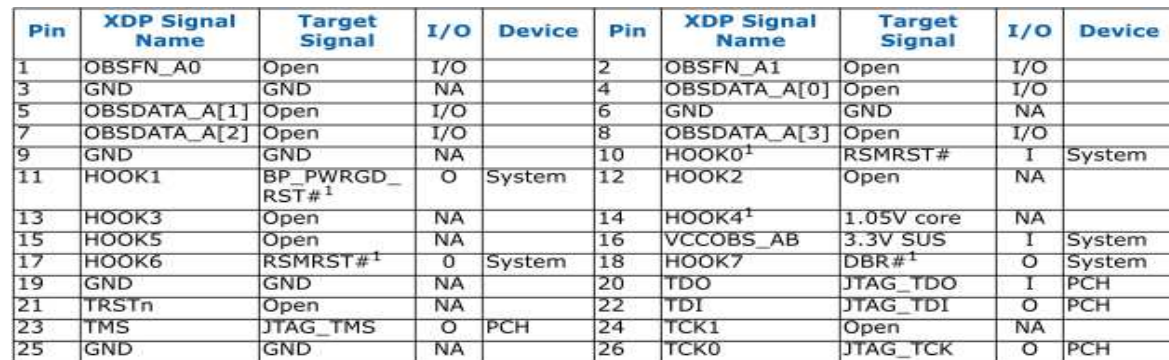 Pin XDP Signal Name Target Signal I/O Device Pin XDP Signal Name Target Signal I/O Device
1 OBSFN_A0 Open I/O 2 OBSFN_A1 Open I/O
3 GND GND NA 4 OBSDATA_A[0] Open I/O
5 OBSDATA_A[1] Open I/O 6 GND GND NA
7 OBSDATA_A[2] Open I/O 8 OBSDATA_A[3] Open I/O
9 GND GND NA 10 HOOK0¹ RSMRST# I System
11 HOOK1 BP_PWRGD_RST#¹ O System 12 HOOK2 Open NA
13 HOOK3 Open NA 14 HOOK4¹ 1.05V core NA
15 HOOK5 Open NA 16 VCCOBS_AB 3.3V SUS I System
17 HOOK6 RSMRST#¹ 0 System 18 HOOK7 DBR#¹ O System
19 GND GND NA 20 TDO JTAG_TDO I PCH
21 TRSTn Open NA 22 TDI JTAG_TDI O PCH
23 TMS JTAG_TMS O PCH 24 TCK1 Open NA
25 GND GND NA 26 TCK0 JTAG_TCK O PCH